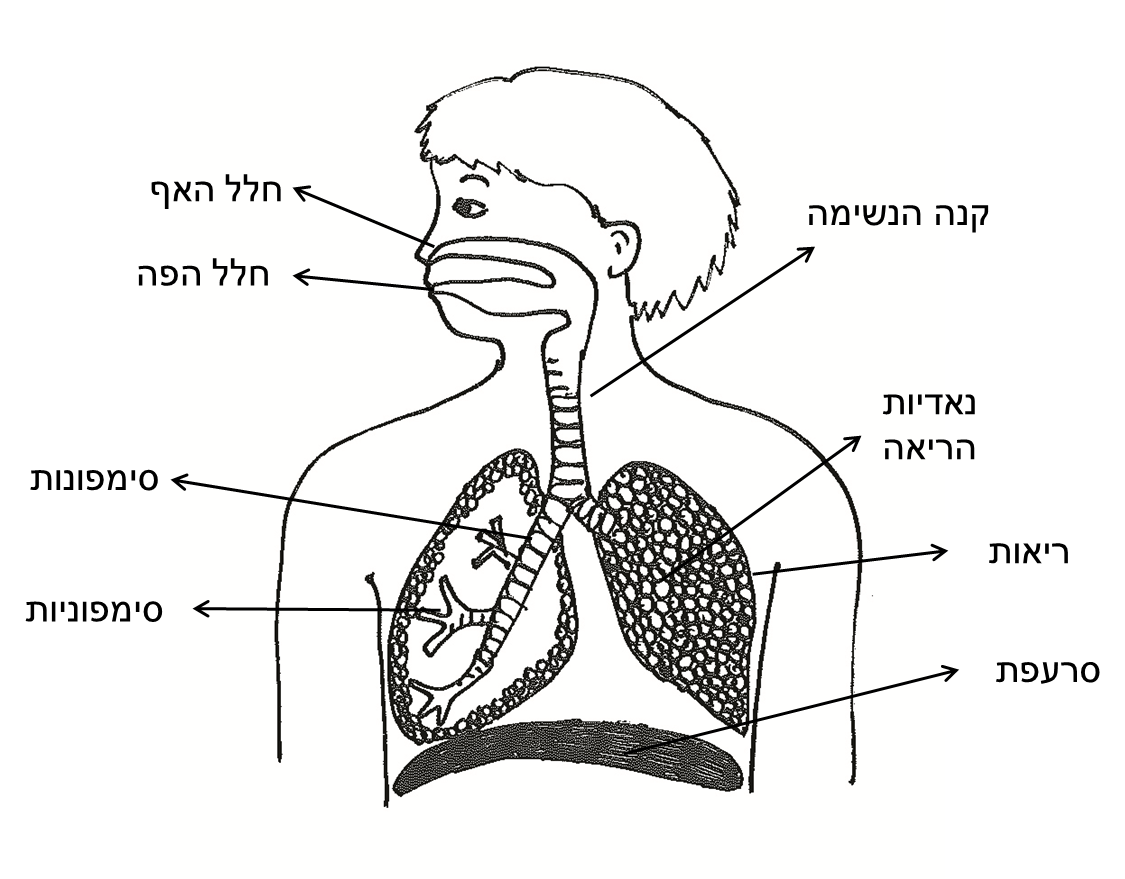 חלל האף
קנה הנשימה
חלל הפה
נאדיות
הריאה
סימפונות
ריאות
סימפוניות
סרעפת